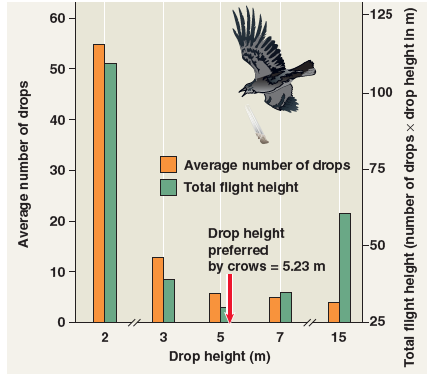 60
50
40
30
20
10
0
Average number of drops
125
100
75
50
25
Total flight height (number of drops × drop height in m)
Average number of drops
Total flight height
Drop height
preferred
by crows = 5.23 m
2 3 5 7 15
Drop height (m)